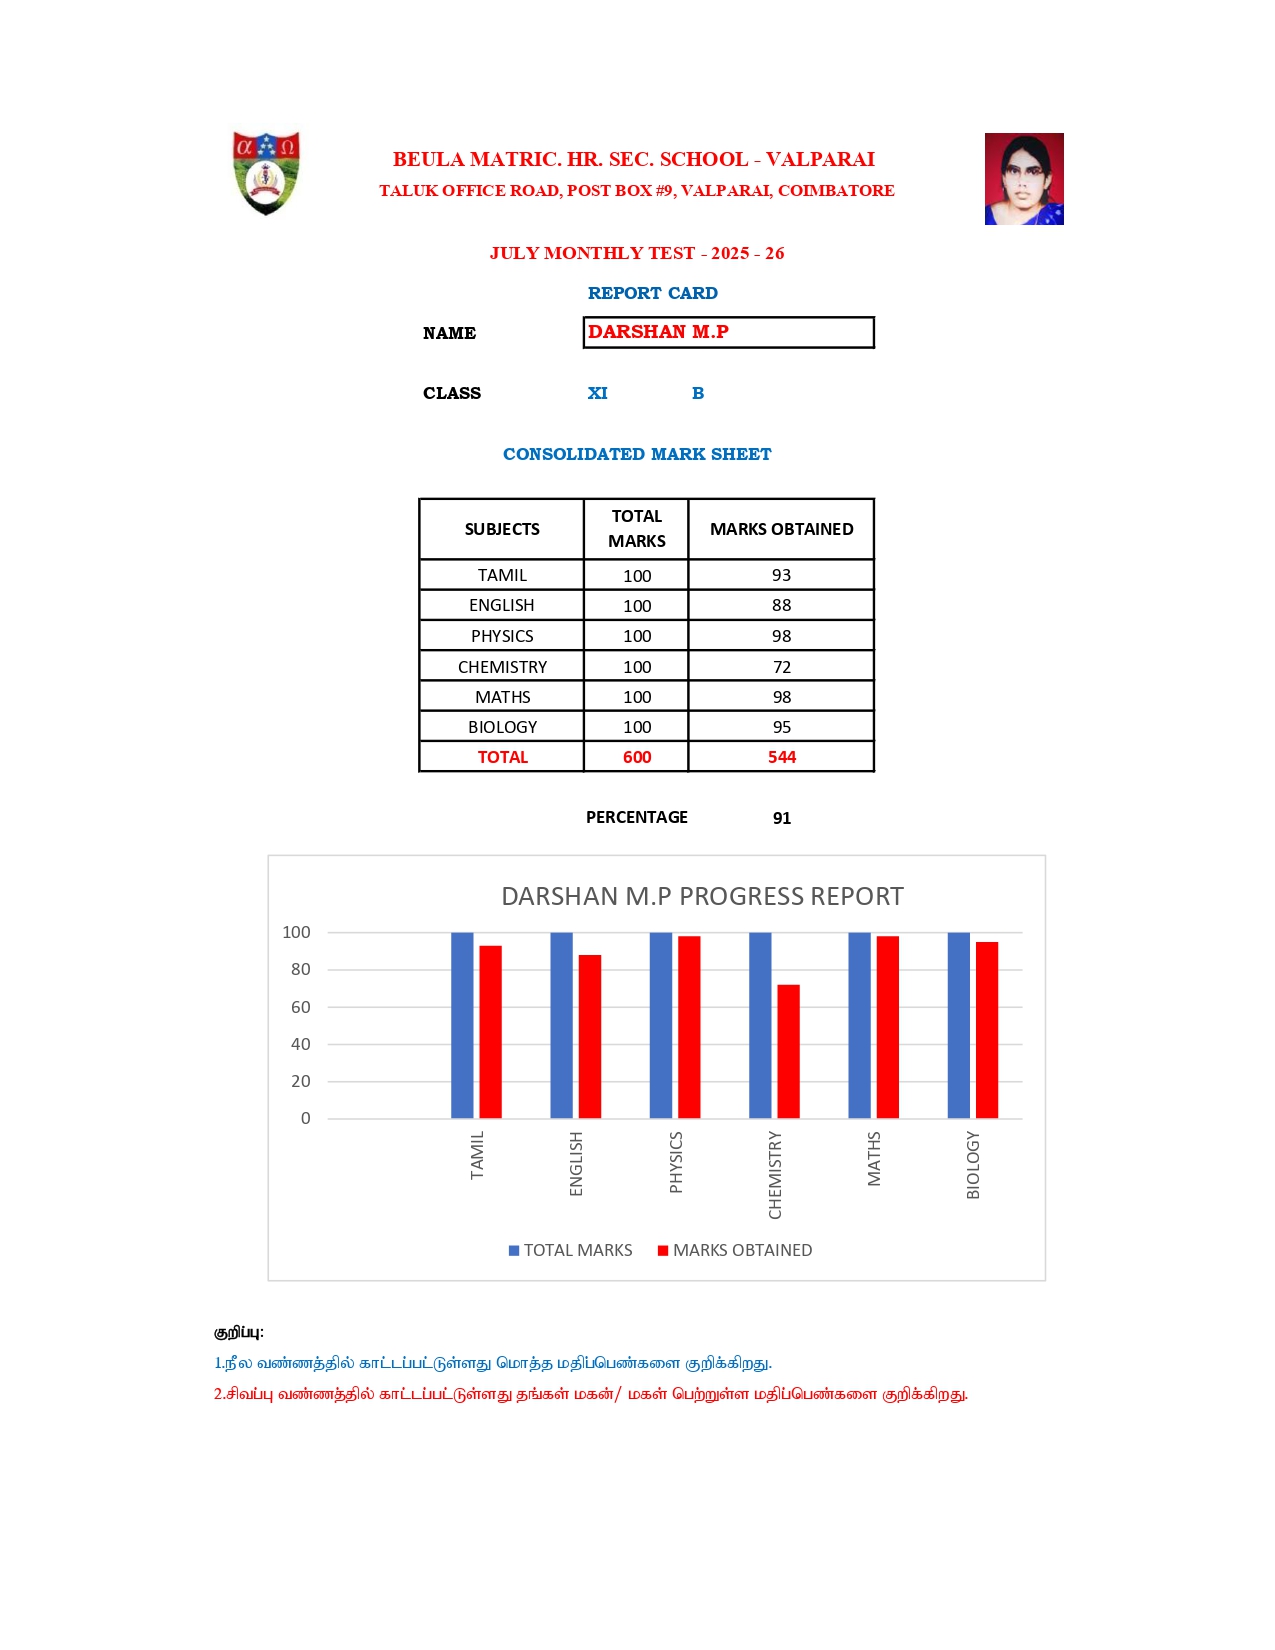 α Ω
BEULA MATRIC. HR. SEC. SCHOOL - VALPARAI
TALUK OFFICE ROAD, POST BOX #9, VALPARAI, COIMBATORE
JULY MONTHLY TEST - 2025 - 26
REPORT CARD
NAME DARSHAN M.P
CLASS XI B
CONSOLIDATED MARK SHEET
SUBJECTS TOTAL MARKS MARKS OBTAINED
TAMIL 100 93
ENGLISH 100 88
PHYSICS 100 98
CHEMISTRY 100 72
MATHS 100 98
BIOLOGY 100 95
TOTAL 600 544
PERCENTAGE 91
DARSHAN M.P PROGRESS REPORT
100
80
60
40
20
0
TAMIL ENGLISH PHYSICS CHEMISTRY MATHS BIOLOGY
TOTAL MARKS MARKS OBTAINED
குறிப்பு:
1.நீல வண்ணத்தில் காட்டப்பட்டுள்ளது மொத்த மதிப்பெண்களை குறிக்கிறது.
2.சிவப்பு வண்ணத்தில் காட்டப்பட்டுள்ளது தங்கள் மகன்/ மகள் பெற்றுள்ள மதிப்பெண்களை குறிக்கிறது.